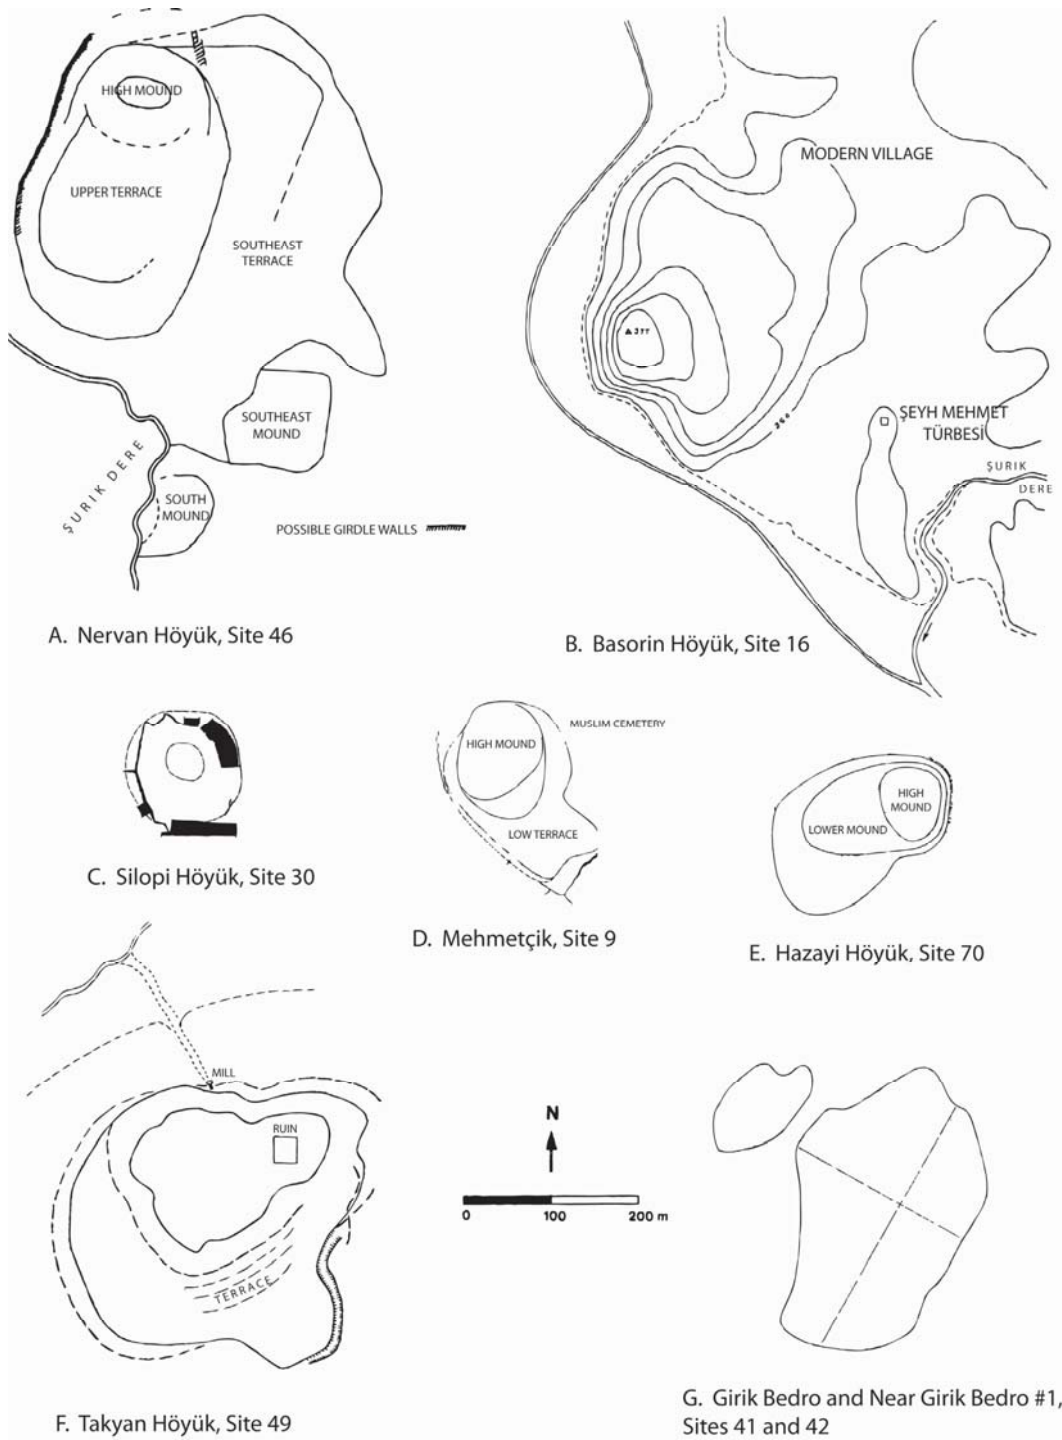 HIGH MOUND
UPPER TERRACE
SOUTHEAST
TERRACE
SOUTHEAST
MOUND
ŞURIK DERE
SOUTH
MOUND
POSSIBLE GIRDLE WALLS
A. Nervan Höyük, Site 46
MODERN VILLAGE
ŞEYH MEHMET
TÜRBESİ
ŞURIK
DERE
B. Basorin Höyük, Site 16
C. Silopi Höyük, Site 30
HIGH MOUND
MUSLIM CEMETERY
LOW TERRACE
D. Mehmetçik, Site 9
HIGH
MOUND
LOWER MOUND
E. Hazayi Höyük, Site 70
MILL
RUIN
TERRACE
F. Takyan Höyük, Site 49
N
0 100 200 m
G. Girik Bedro and Near Girik Bedro #1,
Sites 41 and 42